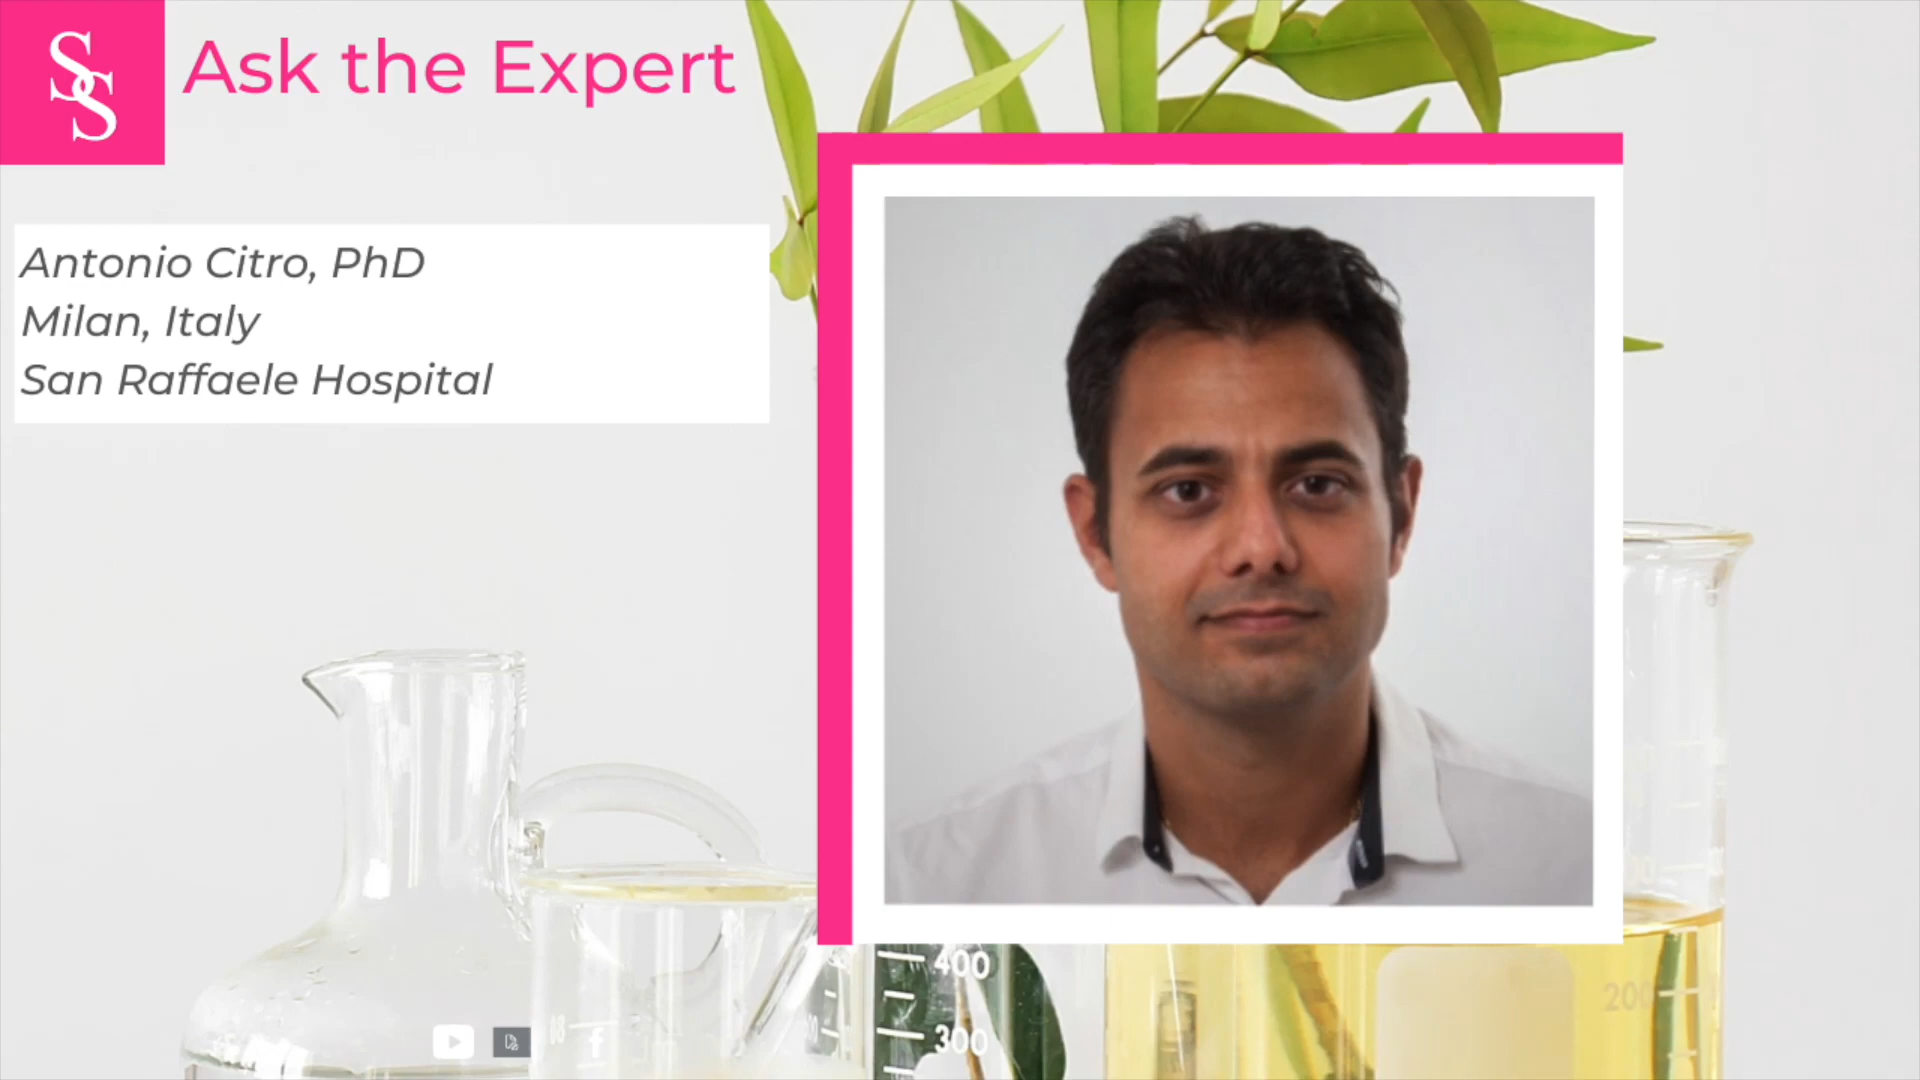 SS
Ask the Expert
Antonio Citro, PhD
Milan, Italy
San Raffaele Hospital
400
300
200